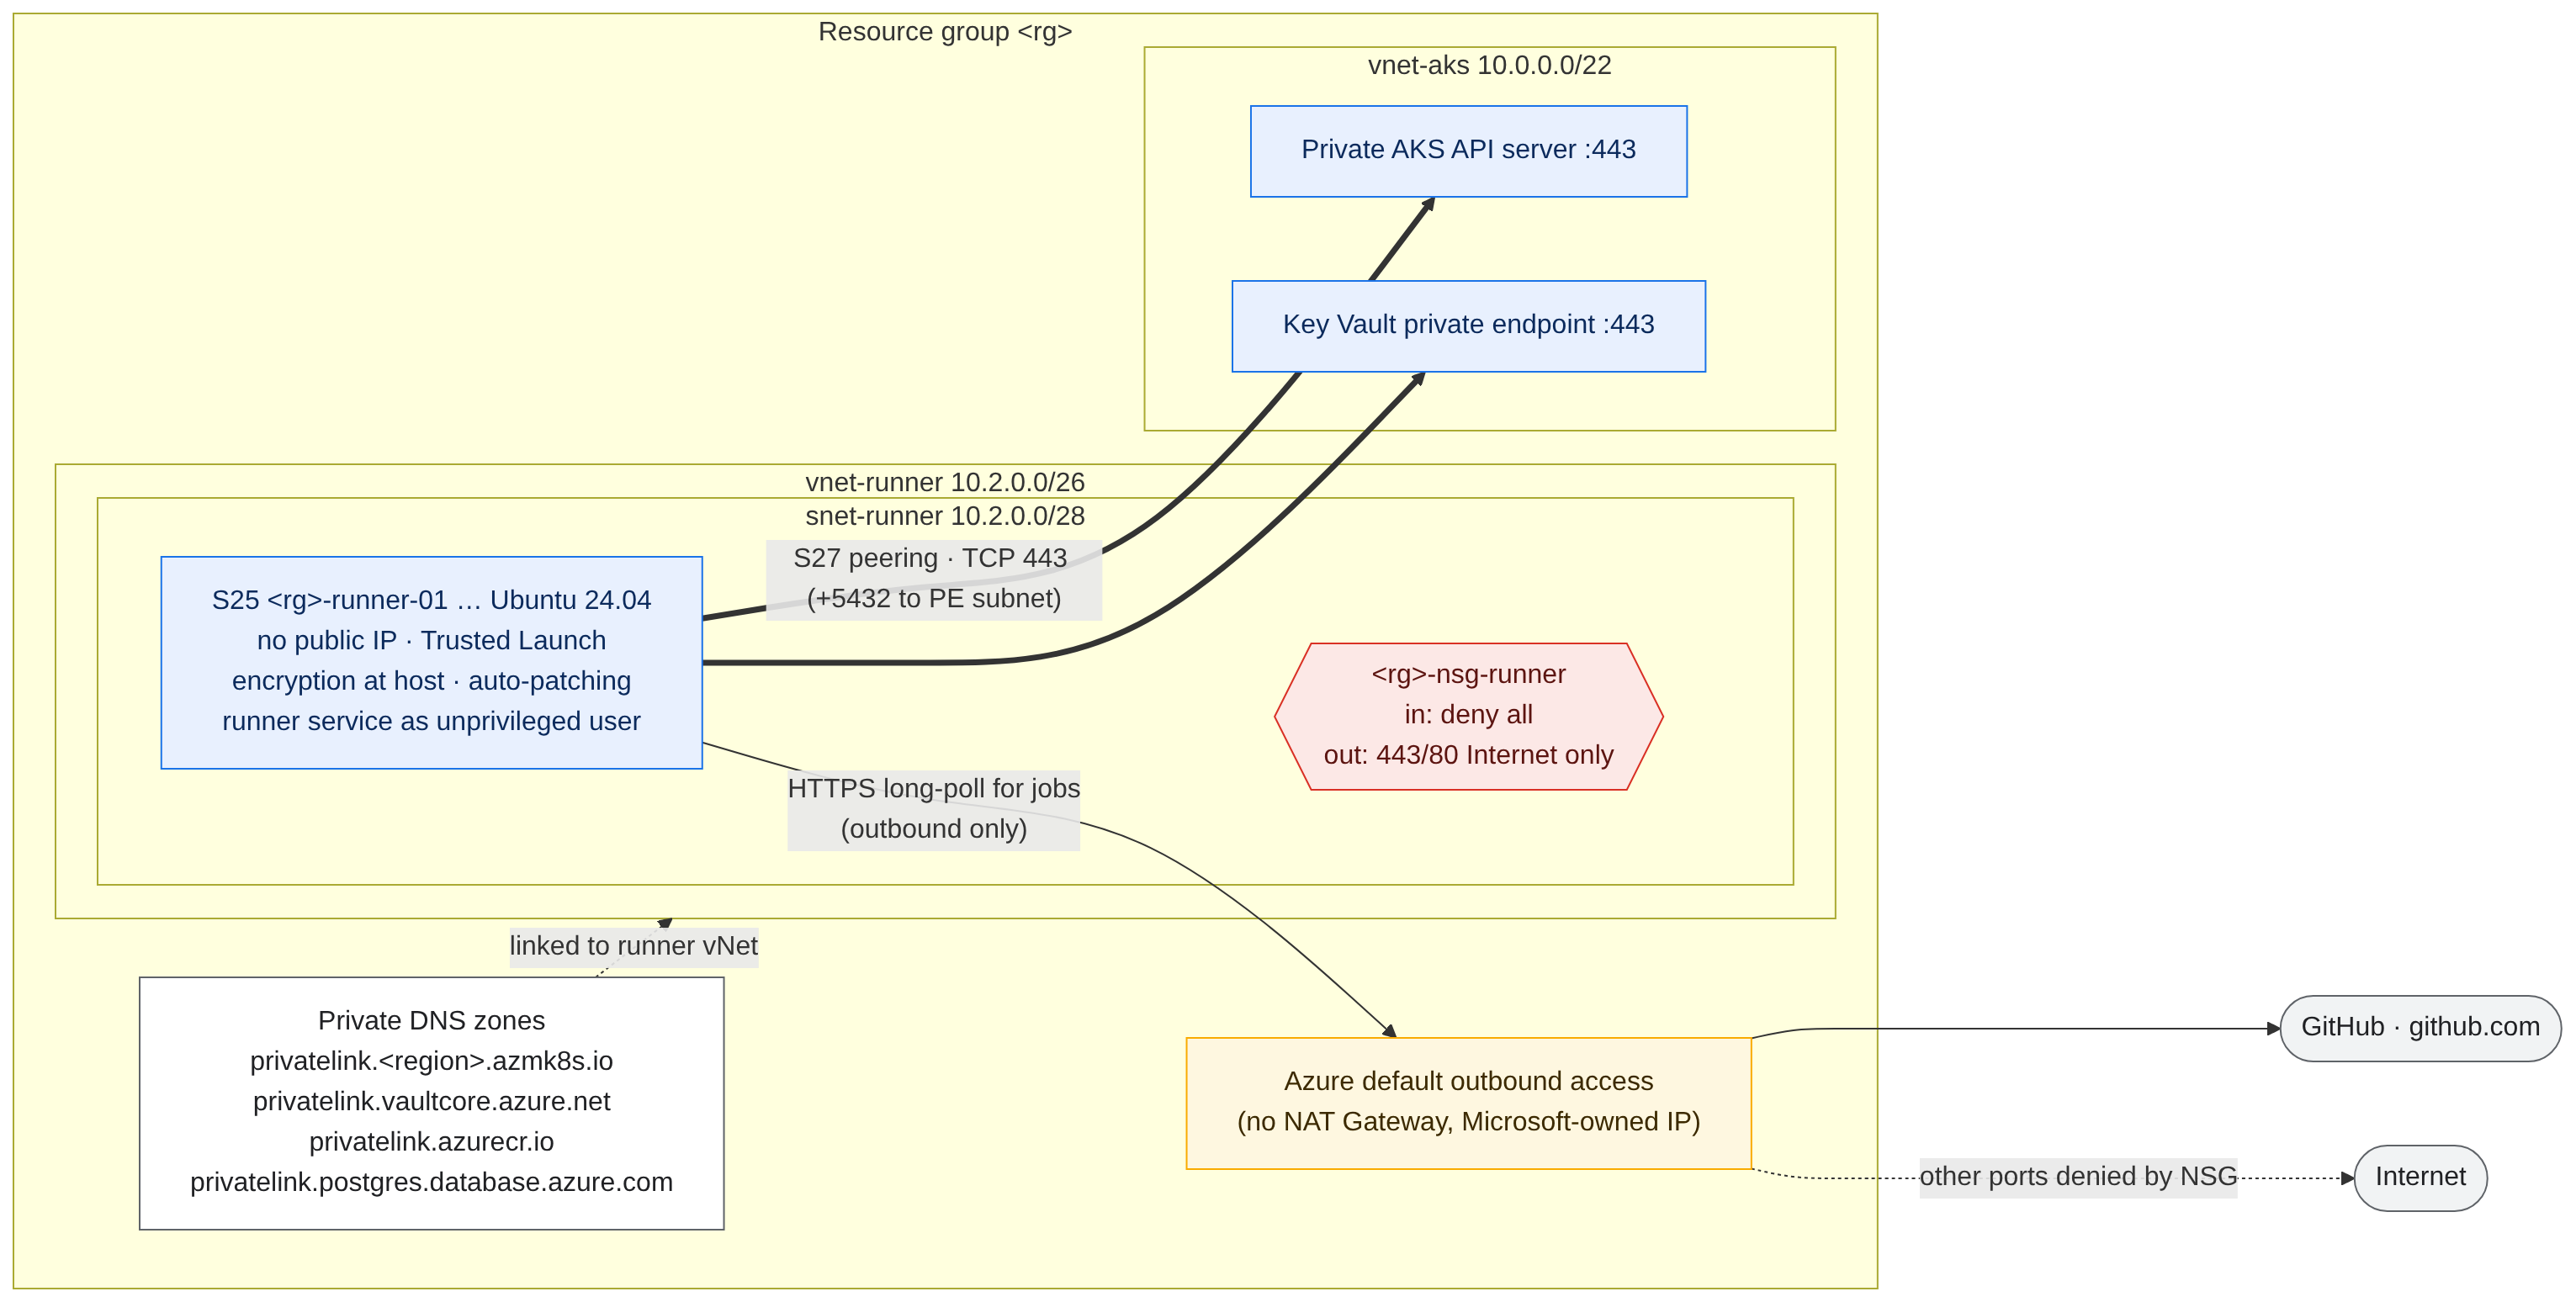 Resource group <rg>
vnet-aks 10.0.0.0/22
Private AKS API server :443
Key Vault private endpoint :443
vnet-runner 10.2.0.0/26
snet-runner 10.2.0.0/28
S27 peering · TCP 443
(+5432 to PE subnet)
S25 <rg>-runner-01 … Ubuntu 24.04
no public IP · Trusted Launch
encryption at host · auto-patching
runner service as unprivileged user
<rg>-nsg-runner
in: deny all
out: 443/80 Internet only
HTTPS long-poll for jobs
(outbound only)
linked to runner vNet
Private DNS zones
privatelink.<region>.azmk8s.io
privatelink.vaultcore.azure.net
privatelink.azurecr.io
privatelink.postgres.database.azure.com
Azure default outbound access
(no NAT Gateway, Microsoft-owned IP)
GitHub · github.com
other ports denied by NSG
Internet